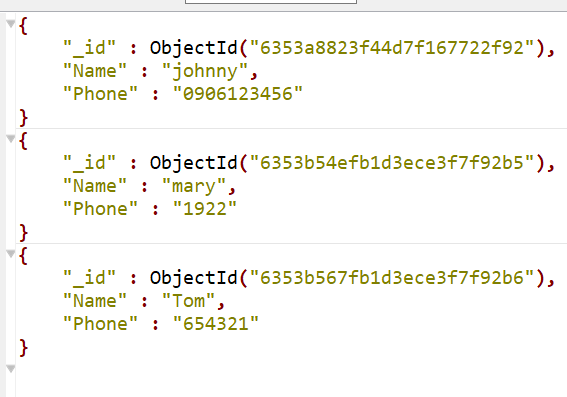 {
"_id" : ObjectId("6353a8823f44d7f167722f92"),
"Name" : "johnny",
"Phone" : "0906123456"
}
{
"_id" : ObjectId("6353b54efb1d3ece3f7f92b5"),
"Name" : "mary",
"Phone" : "1922"
}
{
"_id" : ObjectId("6353b567fb1d3ece3f7f92b6"),
"Name" : "Tom",
"Phone" : "654321"
}